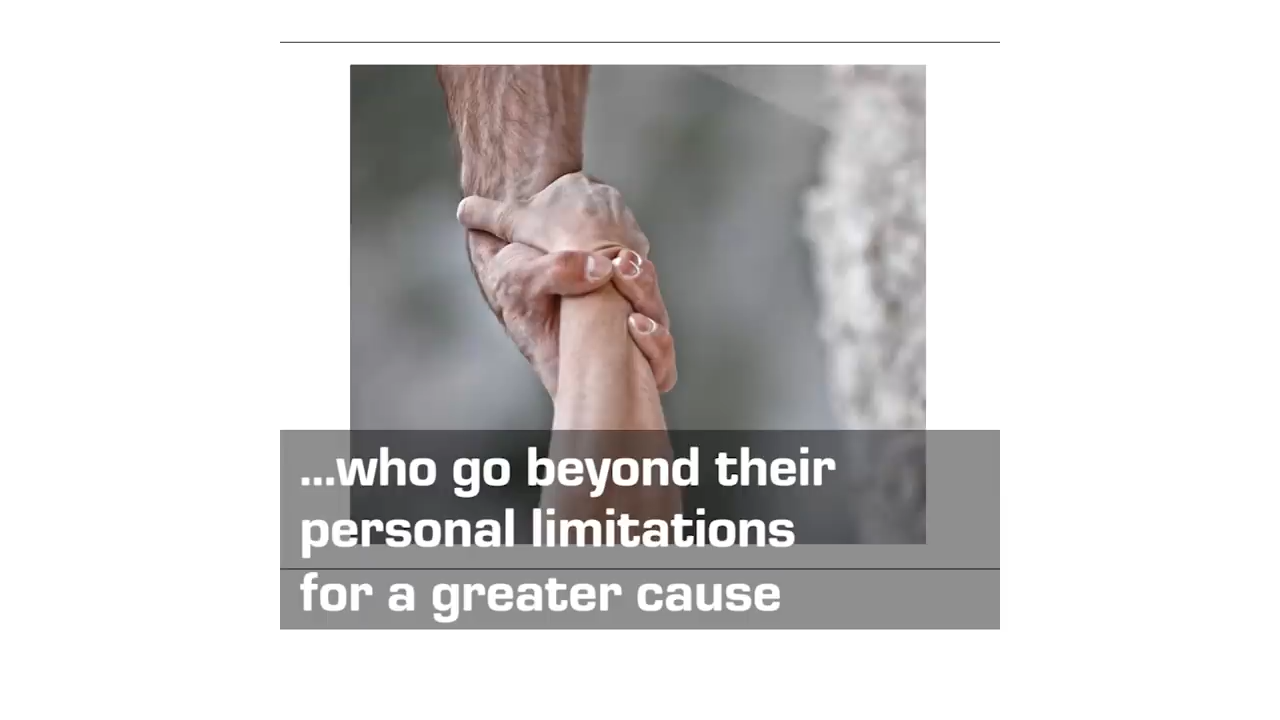 ...who go beyond their
personal limitations
for a greater cause